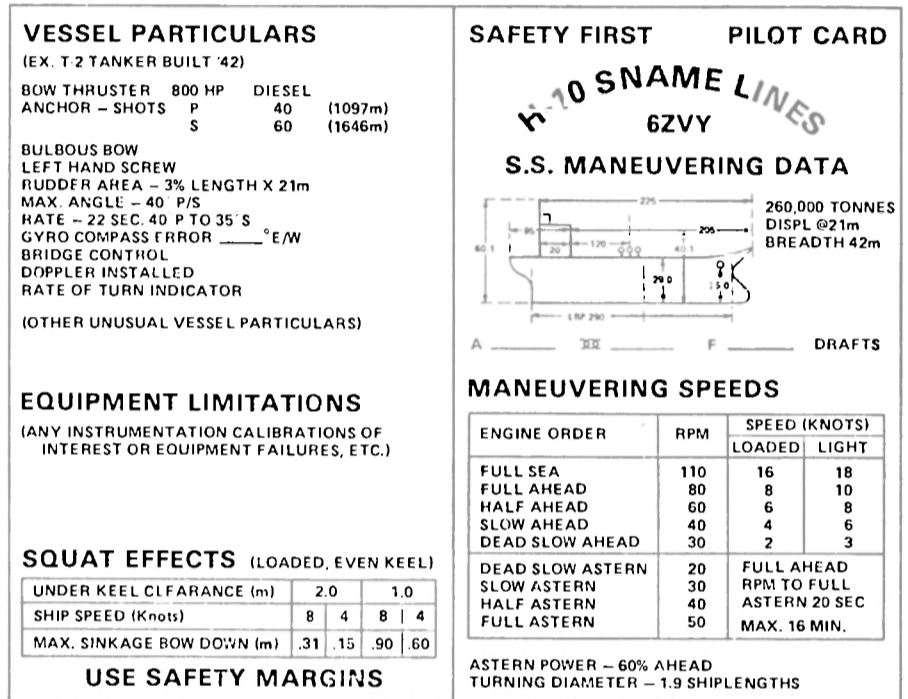 VESSEL PARTICULARS
(EX. T-2 TANKER BUILT '42)
BOW THRUSTER 800 HP DIESEL
ANCHOR – SHOTS P 40 (1097m)
S 60 (1646m)
BULBOUS BOW
LEFT HAND SCREW
RUDDER AREA – 3% LENGTH X 21m
MAX. ANGLE – 40° P/S
RATE – 22 SEC. 40 P TO 35°S
GYRO COMPASS ERROR ____°E/W
BRIDGE CONTROL
DOPPLER INSTALLED
RATE OF TURN INDICATOR
(OTHER UNUSUAL VESSEL PARTICULARS)
EQUIPMENT LIMITATIONS
(ANY INSTRUMENTATION CALIBRATIONS OF
INTEREST OR EQUIPMENT FAILURES, ETC.)
SQUAT EFFECTS (LOADED, EVEN KEEL)
UNDER KEEL CLEARANCE (m) 2.0 1.0
SHIP SPEED (Knots) 8 4 8 4
MAX. SINKAGE BOW DOWN (m) .31 .15 .90 .60
USE SAFETY MARGINS
SAFETY FIRST PILOT CARD
H-10 SNAME LINES
6ZVY
S.S. MANEUVERING DATA
225
260,000 TONNES
DISPL @21m
BREADTH 42m
95 205
60.1 20 120 40.1
29.0
LBP 290
A ____ ____ F ____ DRAFTS
MANEUVERING SPEEDS
ENGINE ORDER RPM SPEED (KNOTS)
LOADED LIGHT
FULL SEA 110 16 18
FULL AHEAD 80 8 10
HALF AHEAD 60 6 8
SLOW AHEAD 40 4 6
DEAD SLOW AHEAD 30 2 3
DEAD SLOW ASTERN 20 FULL AHEAD
SLOW ASTERN 30 RPM TO FULL
HALF ASTERN 40 ASTERN 20 SEC
FULL ASTERN 50 MAX. 16 MIN.
ASTERN POWER – 60% AHEAD
TURNING DIAMETER – 1.9 SHIPLENGTHS